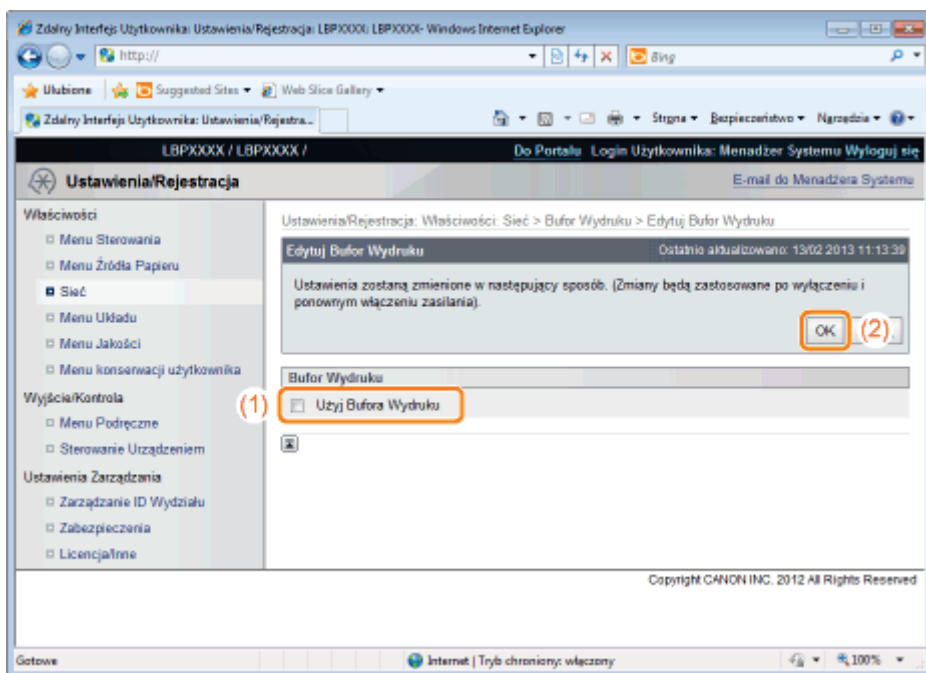 Zdalny Interfejs Użytkownika: Ustawienia/Rejestracja: LBPXXXX: LBPXXXX- Windows Internet Explorer
http://
Bing
Ulubione Suggested Sites Web Slice Gallery
Zdalny Interfejs Użytkownika: Ustawienia/Rejestra... Strona Bezpieczeństwo Narzędzia
LBPXXXX / LBPXXXX / Do Portalu Login Użytkownika: Menadżer Systemu Wyloguj się
Ustawienia/Rejestracja E-mail do Menadżera Systemu
Właściwości
Menu Sterowania
Menu Źródła Papieru
Sieć
Menu Układu
Menu Jakości
Menu konserwacji użytkownika
Wyjście/Kontrola
Menu Podręczne
Sterowanie Urządzeniem
Ustawienia Zarządzania
Zarządzanie ID Wydziału
Zabezpieczenia
Licencja/Inne
Ustawienia/Rejestracja: Właściwości: Sieć > Bufor Wydruku > Edytuj Bufor Wydruku
Edytuj Bufor Wydruku Ostatnio aktualizowano: 13/02 2013 11:13:39
Ustawienia zostaną zmienione w następujący sposób. (Zmiany będą zastosowane po wyłączeniu i
ponownym włączeniu zasilania).
OK (2)
Bufor Wydruku
(1) Użyj Bufora Wydruku
Copyright CANON INC. 2012 All Rights Reserved
Gotowe Internet | Tryb chroniony: włączony 100%